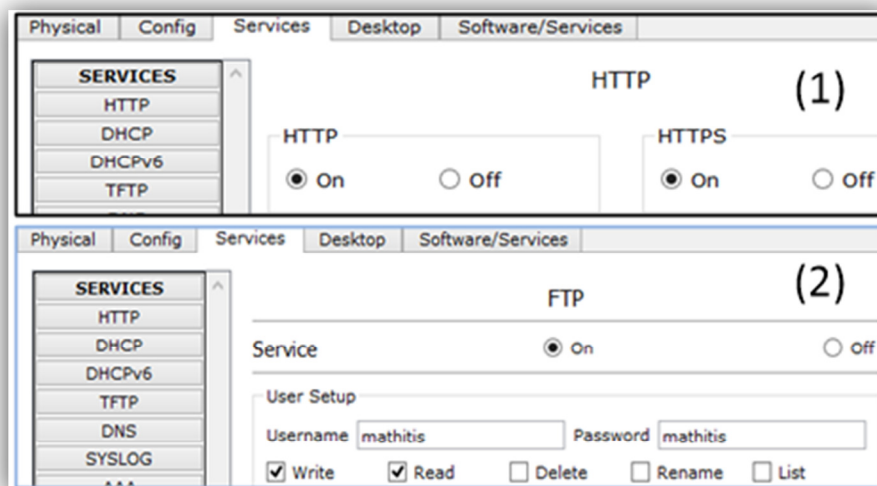 Physical Config Services Desktop Software/Services
SERVICES HTTP (1)
HTTP
DHCP HTTP HTTPS
DHCPv6
TFTP On Off On Off
Physical Config Services Desktop Software/Services
SERVICES FTP (2)
HTTP
DHCP Service On Off
DHCPv6
TFTP User Setup
DNS Username mathitis Password mathitis
SYSLOG Write Read Delete Rename List